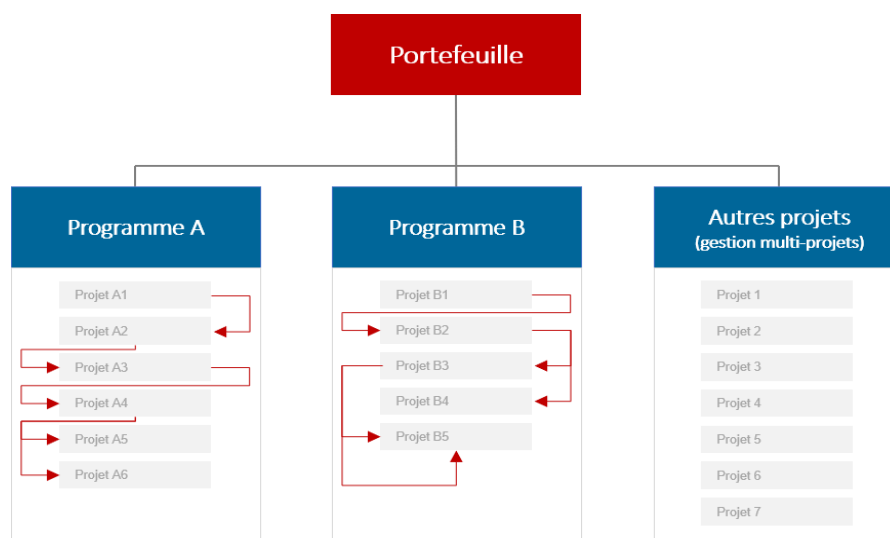 Portefeuille
Programme A
Programme B
Autres projets
(gestion multi-projets)
Projet A1
Projet A2
Projet A3
Projet A4
Projet A5
Projet A6
Projet B1
Projet B2
Projet B3
Projet B4
Projet B5
Projet 1
Projet 2
Projet 3
Projet 4
Projet 5
Projet 6
Projet 7